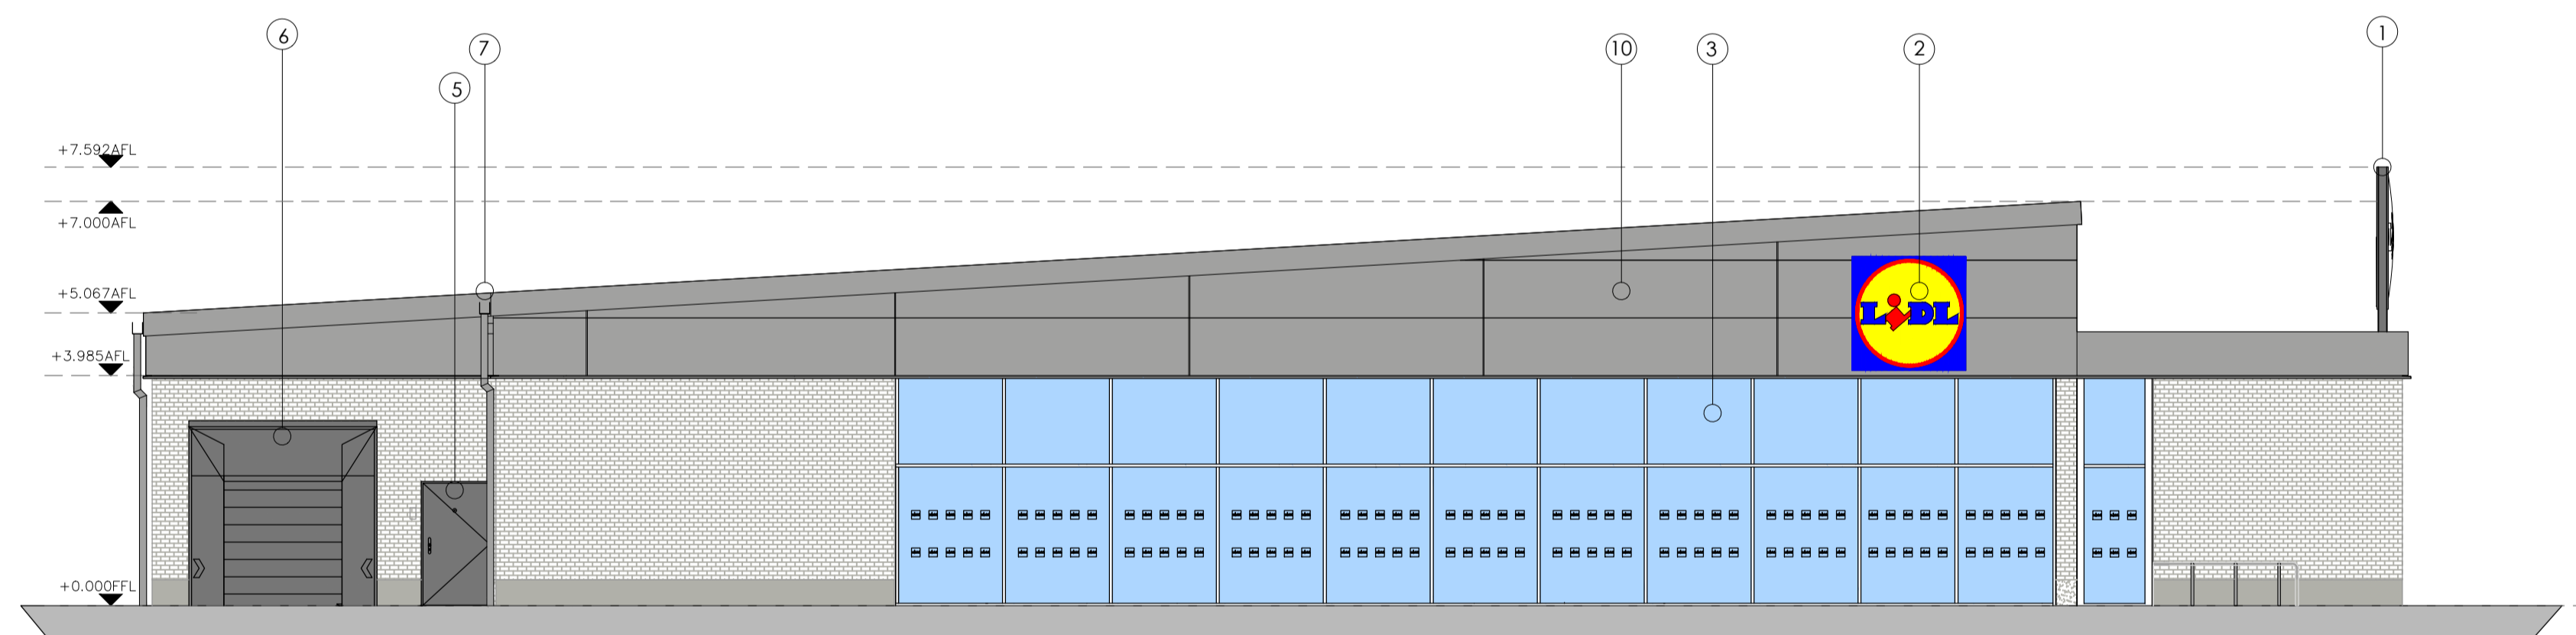 6
7
5
10
3
2
1
+7.592AFL
+7.000AFL
+5.067AFL
+3.985AFL
+0.000FFL
LiDL